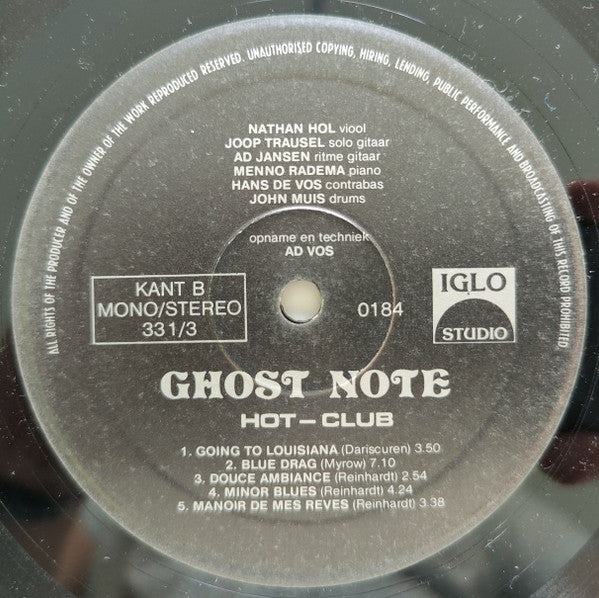 ALL RIGHTS OF THE PRODUCER AND OF THE OWNER OF THE WORK REPRODUCED RESERVED. UNAUTHORISED COPYING, HIRING, LENDING, PUBLIC PERFORMANCE AND BROADCASTING OF THIS RECORD PROHIBITED
NATHAN HOL viool
JOOP TRAUSEL solo gitaar
AD JANSEN ritme gitaar
MENNO RADEMA piano
HANS DE VOS contrabas
JOHN MUIS drums
opname en techniek
AD VOS
KANT B
MONO/STEREO
33 1/3
0184
IGLO
STUDIO
GHOST NOTE
HOT – CLUB
1. GOING TO LOUISIANA (Dariscuren) 3.50
2. BLUE DRAG (Myrow) 7.10
3. DOUCE AMBIANCE (Reinhardt) 2.54
4. MINOR BLUES (Reinhardt) 4.24
5. MANOIR DE MES REVES (Reinhardt) 3.38